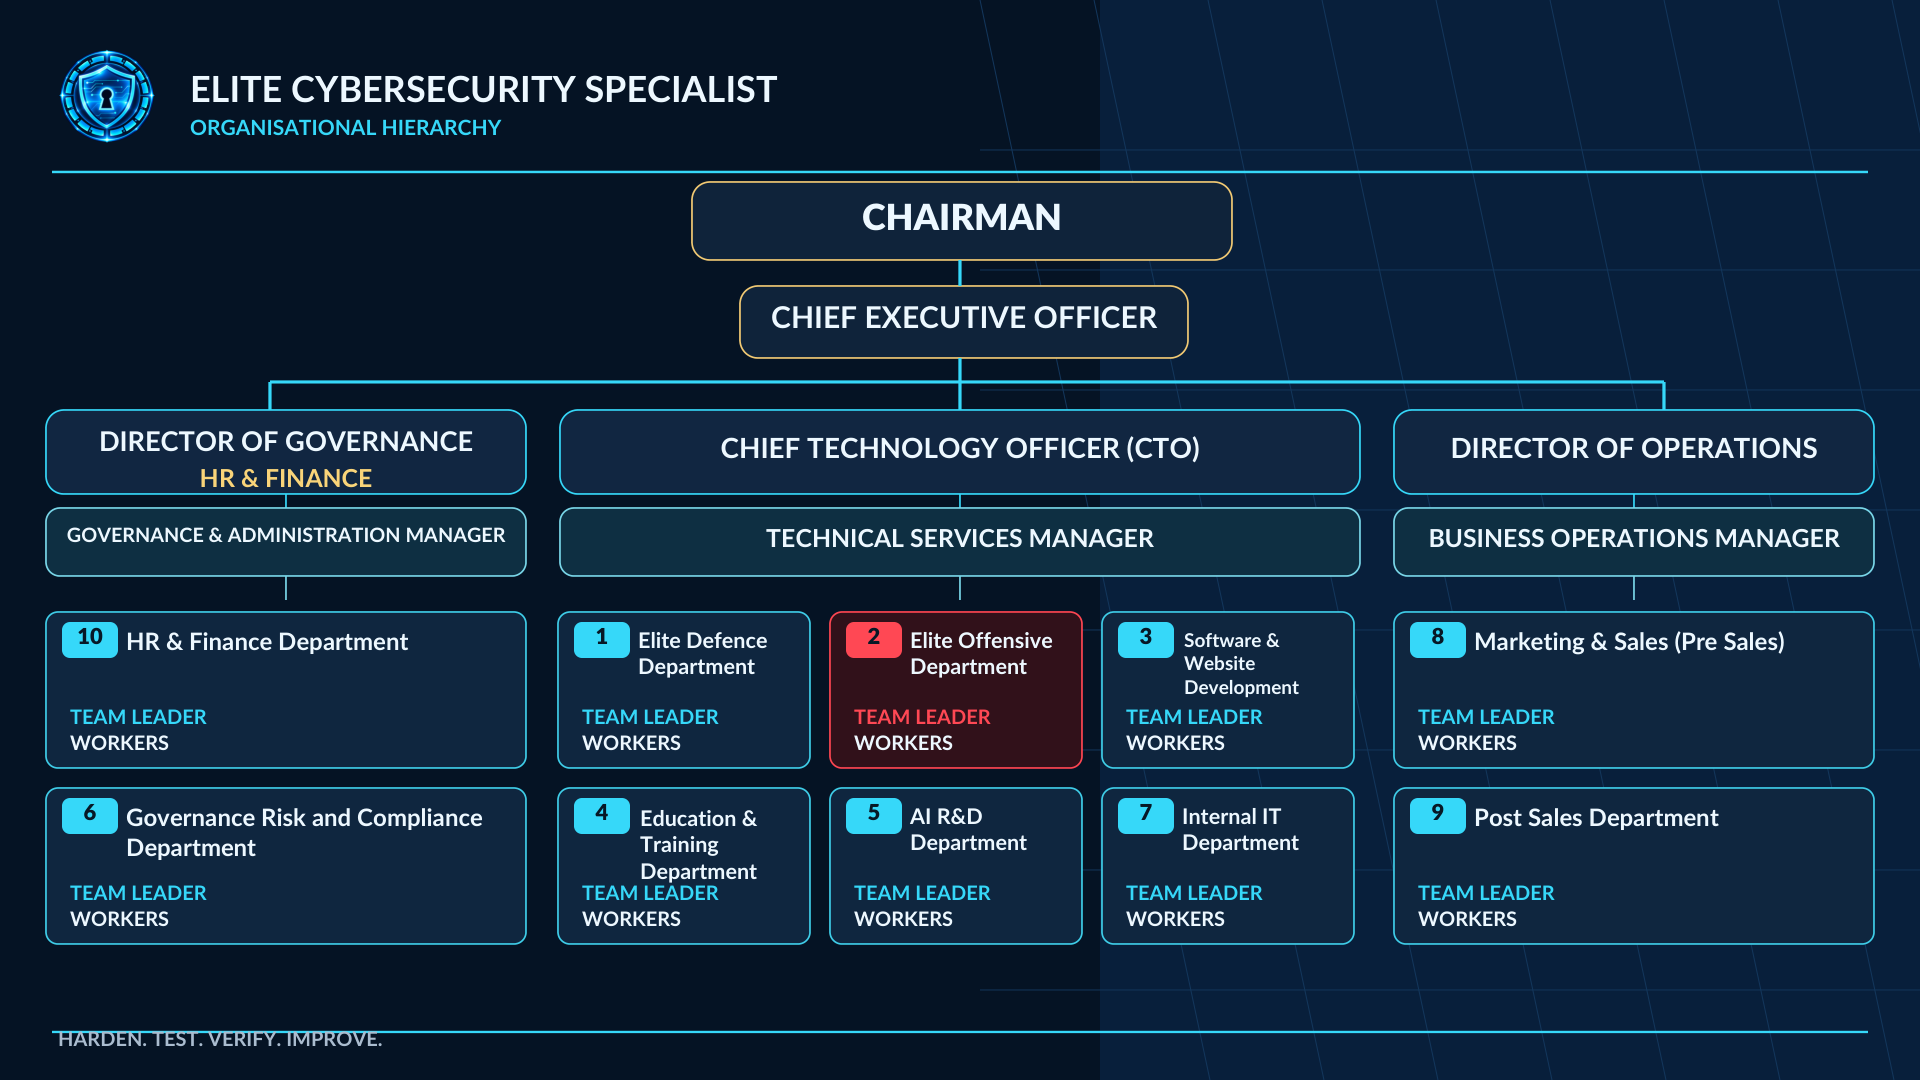 ELITE CYBERSECURITY SPECIALIST
ORGANISATIONAL HIERARCHY
CHAIRMAN
CHIEF EXECUTIVE OFFICER
DIRECTOR OF GOVERNANCE
HR & FINANCE
CHIEF TECHNOLOGY OFFICER (CTO)
DIRECTOR OF OPERATIONS
GOVERNANCE & ADMINISTRATION MANAGER
TECHNICAL SERVICES MANAGER
BUSINESS OPERATIONS MANAGER
10
HR & Finance Department
TEAM LEADER
WORKERS
1
Elite Defence
Department
TEAM LEADER
WORKERS
2
Elite Offensive
Department
TEAM LEADER
WORKERS
3
Software &
Website
Development
TEAM LEADER
WORKERS
8
Marketing & Sales (Pre Sales)
TEAM LEADER
WORKERS
6
Governance Risk and Compliance
Department
TEAM LEADER
WORKERS
4
Education &
Training
Department
TEAM LEADER
WORKERS
5
AI R&D
Department
TEAM LEADER
WORKERS
7
Internal IT
Department
TEAM LEADER
WORKERS
9
Post Sales Department
TEAM LEADER
WORKERS
HARDEN. TEST. VERIFY. IMPROVE.